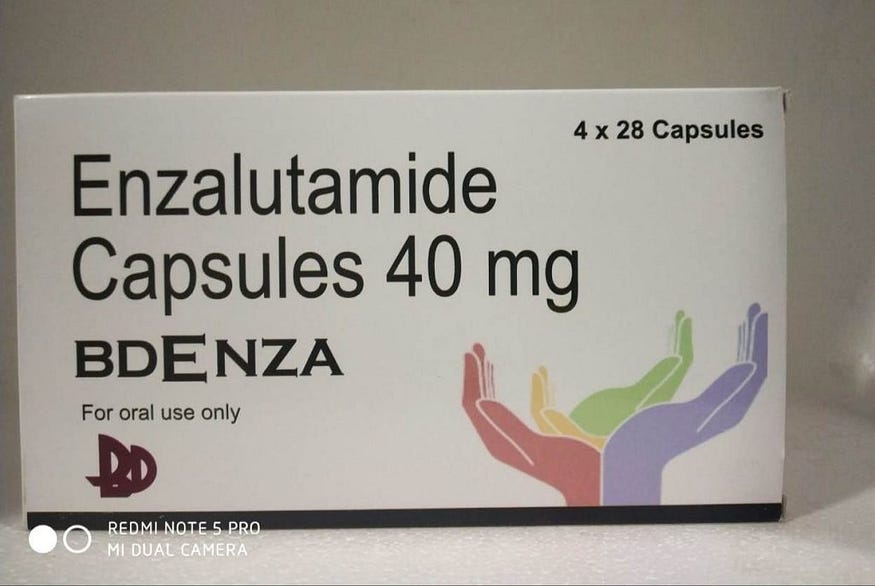 4 x 28 Capsules
Enzalutamide
Capsules 40 mg
BDENZA
For oral use only
BD
REDMI NOTE 5 PRO
MI DUAL CAMERA